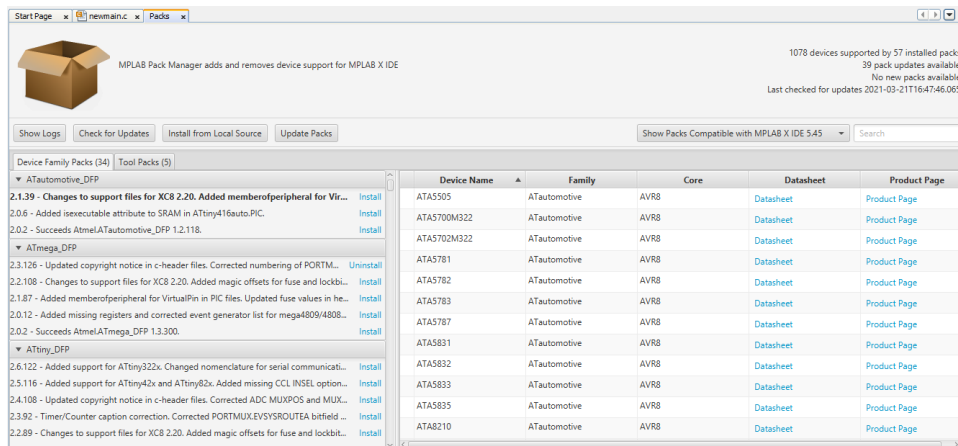 Start Page x newmain.c x Packs x
MPLAB Pack Manager adds and removes device support for MPLAB X IDE
1078 devices supported by 57 installed pack
39 pack updates available
No new packs available
Last checked for updates 2021-03-21T16:47:46.065
Show Logs Check for Updates Install from Local Source Update Packs Show Packs Compatible with MPLAB X IDE 5.45 Search
Device Family Packs (34) Tool Packs (5)
ATautomotive_DFP
2.1.39 - Changes to support files for XC8 2.20. Added memberofperipheral for Vir... Install
2.0.6 - Added isexecutable attribute to SRAM in ATtiny416auto.PIC. Install
2.0.2 - Succeeds Atmel.ATautomotive_DFP 1.2.118. Install
ATmega_DFP
2.3.126 - Updated copyright notice in c-header files. Corrected numbering of PORTM... Uninstall
2.2.108 - Changes to support files for XC8 2.20. Added magic offsets for fuse and lockbi... Install
2.1.87 - Added memberofperipheral for VirtualPin in PIC files. Updated fuse values in he... Install
2.0.12 - Added missing registers and corrected event generator list for mega4809/4808... Install
2.0.2 - Succeeds Atmel.ATmega_DFP 1.3.300. Install
ATtiny_DFP
2.6.122 - Added support for ATtiny322x. Changed nomenclature for serial communicati... Install
2.5.116 - Added support for ATtiny42x and ATtiny82x. Added missing CCL INSEL option... Install
2.4.108 - Updated copyright notice in c-header files. Corrected ADC MUXPOS and MUX... Install
2.3.92 - Timer/Counter caption correction. Corrected PORTMUX.EVSYSROUTEA bitfield ... Install
2.2.89 - Changes to support files for XC8 2.20. Added magic offsets for fuse and lockbit... Install
Device Name Family Core Datasheet Product Page
ATA5505 ATautomotive AVR8 Datasheet Product Page
ATA5700M322 ATautomotive AVR8 Datasheet Product Page
ATA5702M322 ATautomotive AVR8 Datasheet Product Page
ATA5781 ATautomotive AVR8 Datasheet Product Page
ATA5782 ATautomotive AVR8 Datasheet Product Page
ATA5783 ATautomotive AVR8 Datasheet Product Page
ATA5787 ATautomotive AVR8 Datasheet Product Page
ATA5831 ATautomotive AVR8 Datasheet Product Page
ATA5832 ATautomotive AVR8 Datasheet Product Page
ATA5833 ATautomotive AVR8 Datasheet Product Page
ATA5835 ATautomotive AVR8 Datasheet Product Page
ATA8210 ATautomotive AVR8 Datasheet Product Page